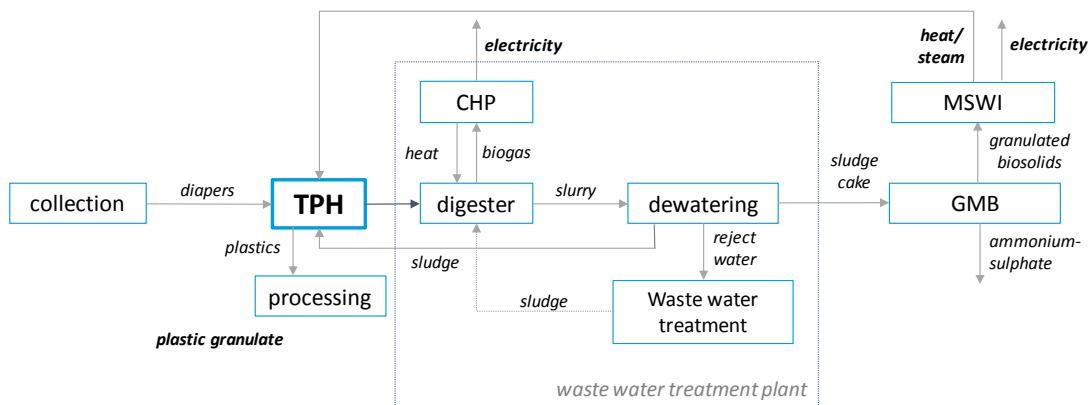 electricity
heat/
steam
electricity
CHP
MSWI
heat
biogas
granulated
biosolids
sludge
cake
collection
diapers
TPH
digester
slurry
dewatering
GMB
plastics
sludge
reject
water
ammonium-
sulphate
processing
sludge
Waste water
treatment
plastic granulate
waste water treatment plant